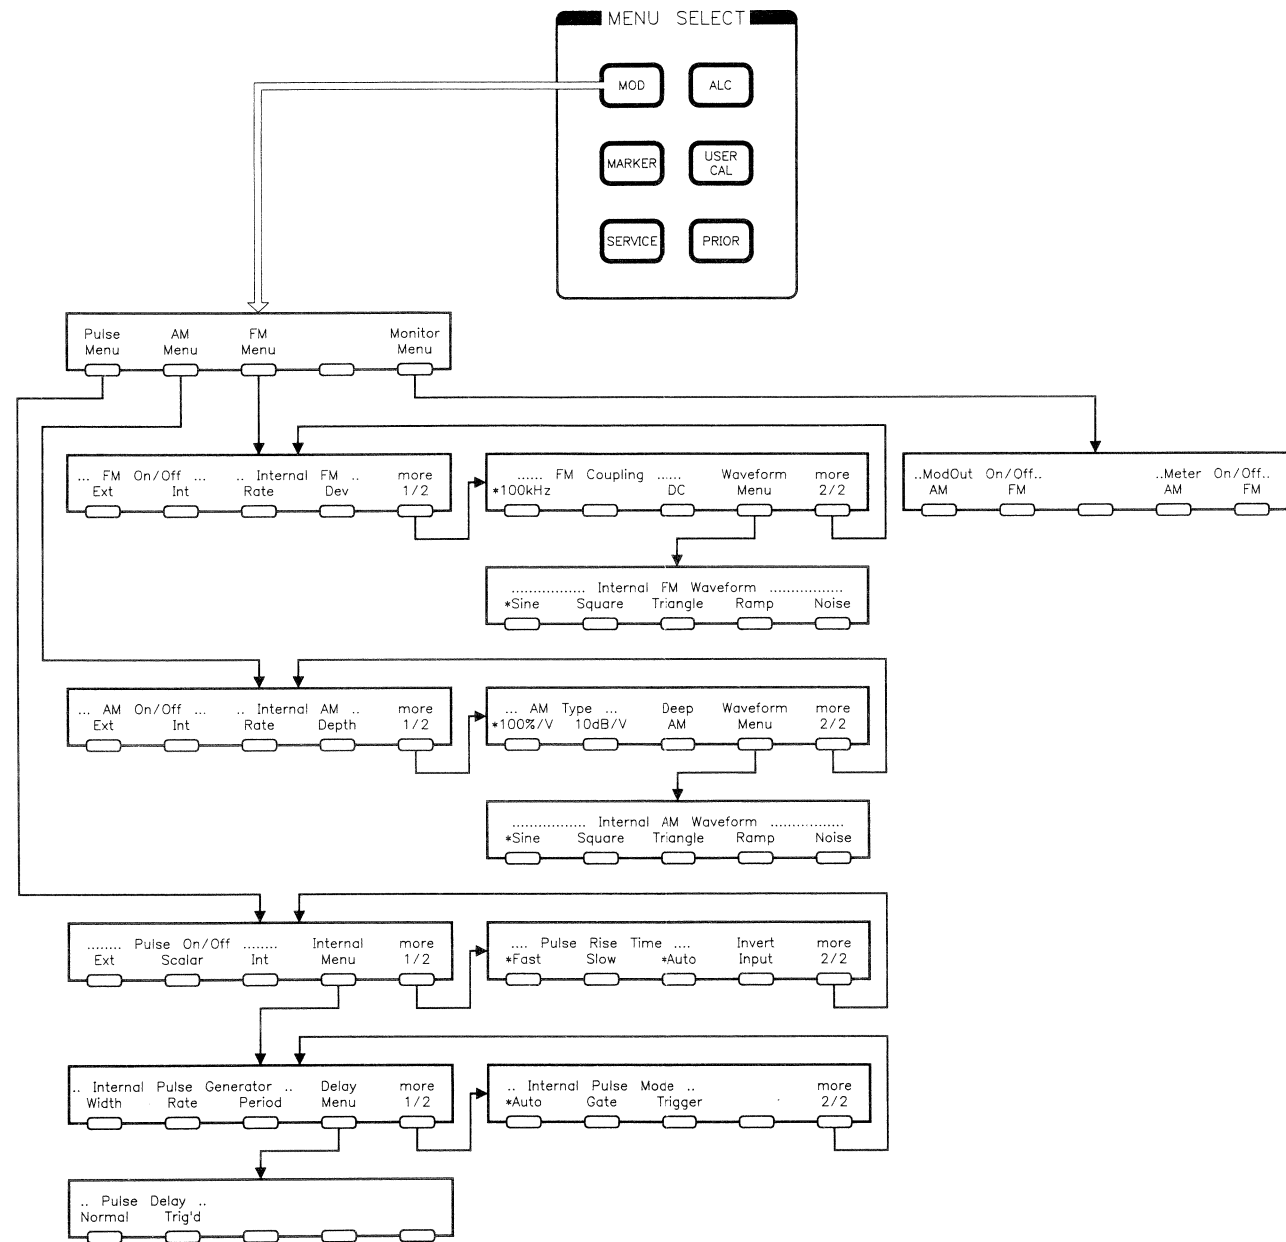 MENU SELECT
MOD ALC
MARKER USER CAL
SERVICE PRIOR
Pulse AM FM Monitor
Menu Menu Menu Menu
... FM On/Off ... .. Internal FM .. more
Ext Int Rate Dev 1/2
...... FM Coupling ...... Waveform more
*100kHz DC Menu 2/2
..ModOut On/Off.. ..Meter On/Off..
AM FM AM FM
................. Internal FM Waveform .................
*Sine Square Triangle Ramp Noise
... AM On/Off ... .. Internal AM .. more
Ext Int Rate Depth 1/2
... AM Type ... Deep Waveform more
*100%/V 10dB/V AM Menu 2/2
................. Internal AM Waveform .................
*Sine Square Triangle Ramp Noise
........ Pulse On/Off ........ Internal more
Ext Scalar Int Menu 1/2
.... Pulse Rise Time .... Invert more
*Fast Slow *Auto Input 2/2
.. Internal Pulse Generator .. Delay more
Width Rate Period Menu 1/2
.. Internal Pulse Mode .. more
*Auto Gate Trigger 2/2
.. Pulse Delay ..
Normal Trig'd